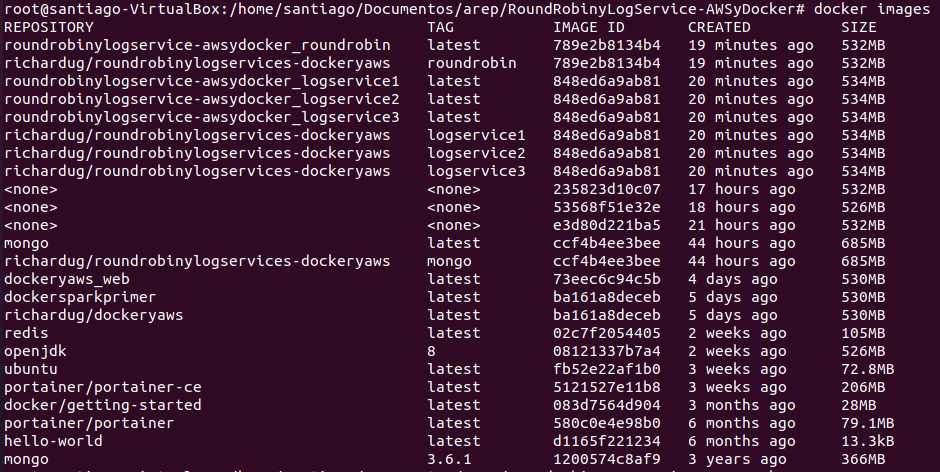 root@santiago-VirtualBox:/home/santiago/Documentos/arep/RoundRobinyLogService-AWSyDocker# docker images
REPOSITORY TAG IMAGE ID CREATED SIZE
roundrobinylogservice-awsydocker_roundrobin latest 789e2b8134b4 19 minutes ago 532MB
richardug/roundrobinylogservices-dockeryaws roundrobin 789e2b8134b4 19 minutes ago 532MB
roundrobinylogservice-awsydocker_logservice1 latest 848ed6a9ab81 20 minutes ago 534MB
roundrobinylogservice-awsydocker_logservice2 latest 848ed6a9ab81 20 minutes ago 534MB
roundrobinylogservice-awsydocker_logservice3 latest 848ed6a9ab81 20 minutes ago 534MB
richardug/roundrobinylogservices-dockeryaws logservice1 848ed6a9ab81 20 minutes ago 534MB
richardug/roundrobinylogservices-dockeryaws logservice2 848ed6a9ab81 20 minutes ago 534MB
richardug/roundrobinylogservices-dockeryaws logservice3 848ed6a9ab81 20 minutes ago 534MB
<none> <none> 235823d10c07 17 hours ago 532MB
<none> <none> 53568f51e32e 18 hours ago 526MB
<none> <none> e3d80d221ba5 21 hours ago 532MB
mongo latest ccf4b4ee3bee 44 hours ago 685MB
richardug/roundrobinylogservices-dockeryaws mongo ccf4b4ee3bee 44 hours ago 685MB
dockeryaws_web latest 73eec6c94c5b 4 days ago 530MB
dockersparkprimer latest ba161a8deceb 5 days ago 530MB
richardug/dockeryaws latest ba161a8deceb 5 days ago 530MB
redis latest 02c7f2054405 2 weeks ago 105MB
openjdk 8 08121337b7a4 2 weeks ago 526MB
ubuntu latest fb52e22af1b0 3 weeks ago 72.8MB
portainer/portainer-ce latest 5121527e11b8 3 weeks ago 206MB
docker/getting-started latest 083d7564d904 3 months ago 28MB
portainer/portainer latest 580c0e4e98b0 6 months ago 79.1MB
hello-world latest d1165f221234 6 months ago 13.3kB
mongo 3.6.1 1200574c8af9 3 years ago 366MB